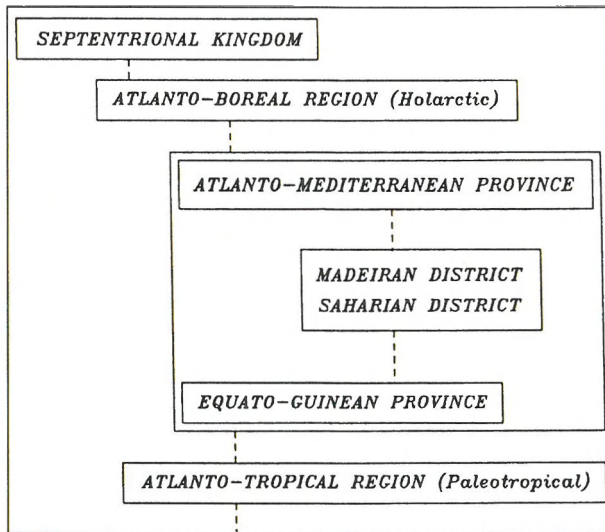 SEPTENTRIONAL KINGDOM
ATLANTO-BOREAL REGION (Holarctic)
ATLANTO-MEDITERRANEAN PROVINCE
MADEIRAN DISTRICT
SAHARIAN DISTRICT
EQUATO-GUINEAN PROVINCE
ATLANTO-TROPICAL REGION (Paleotropical)